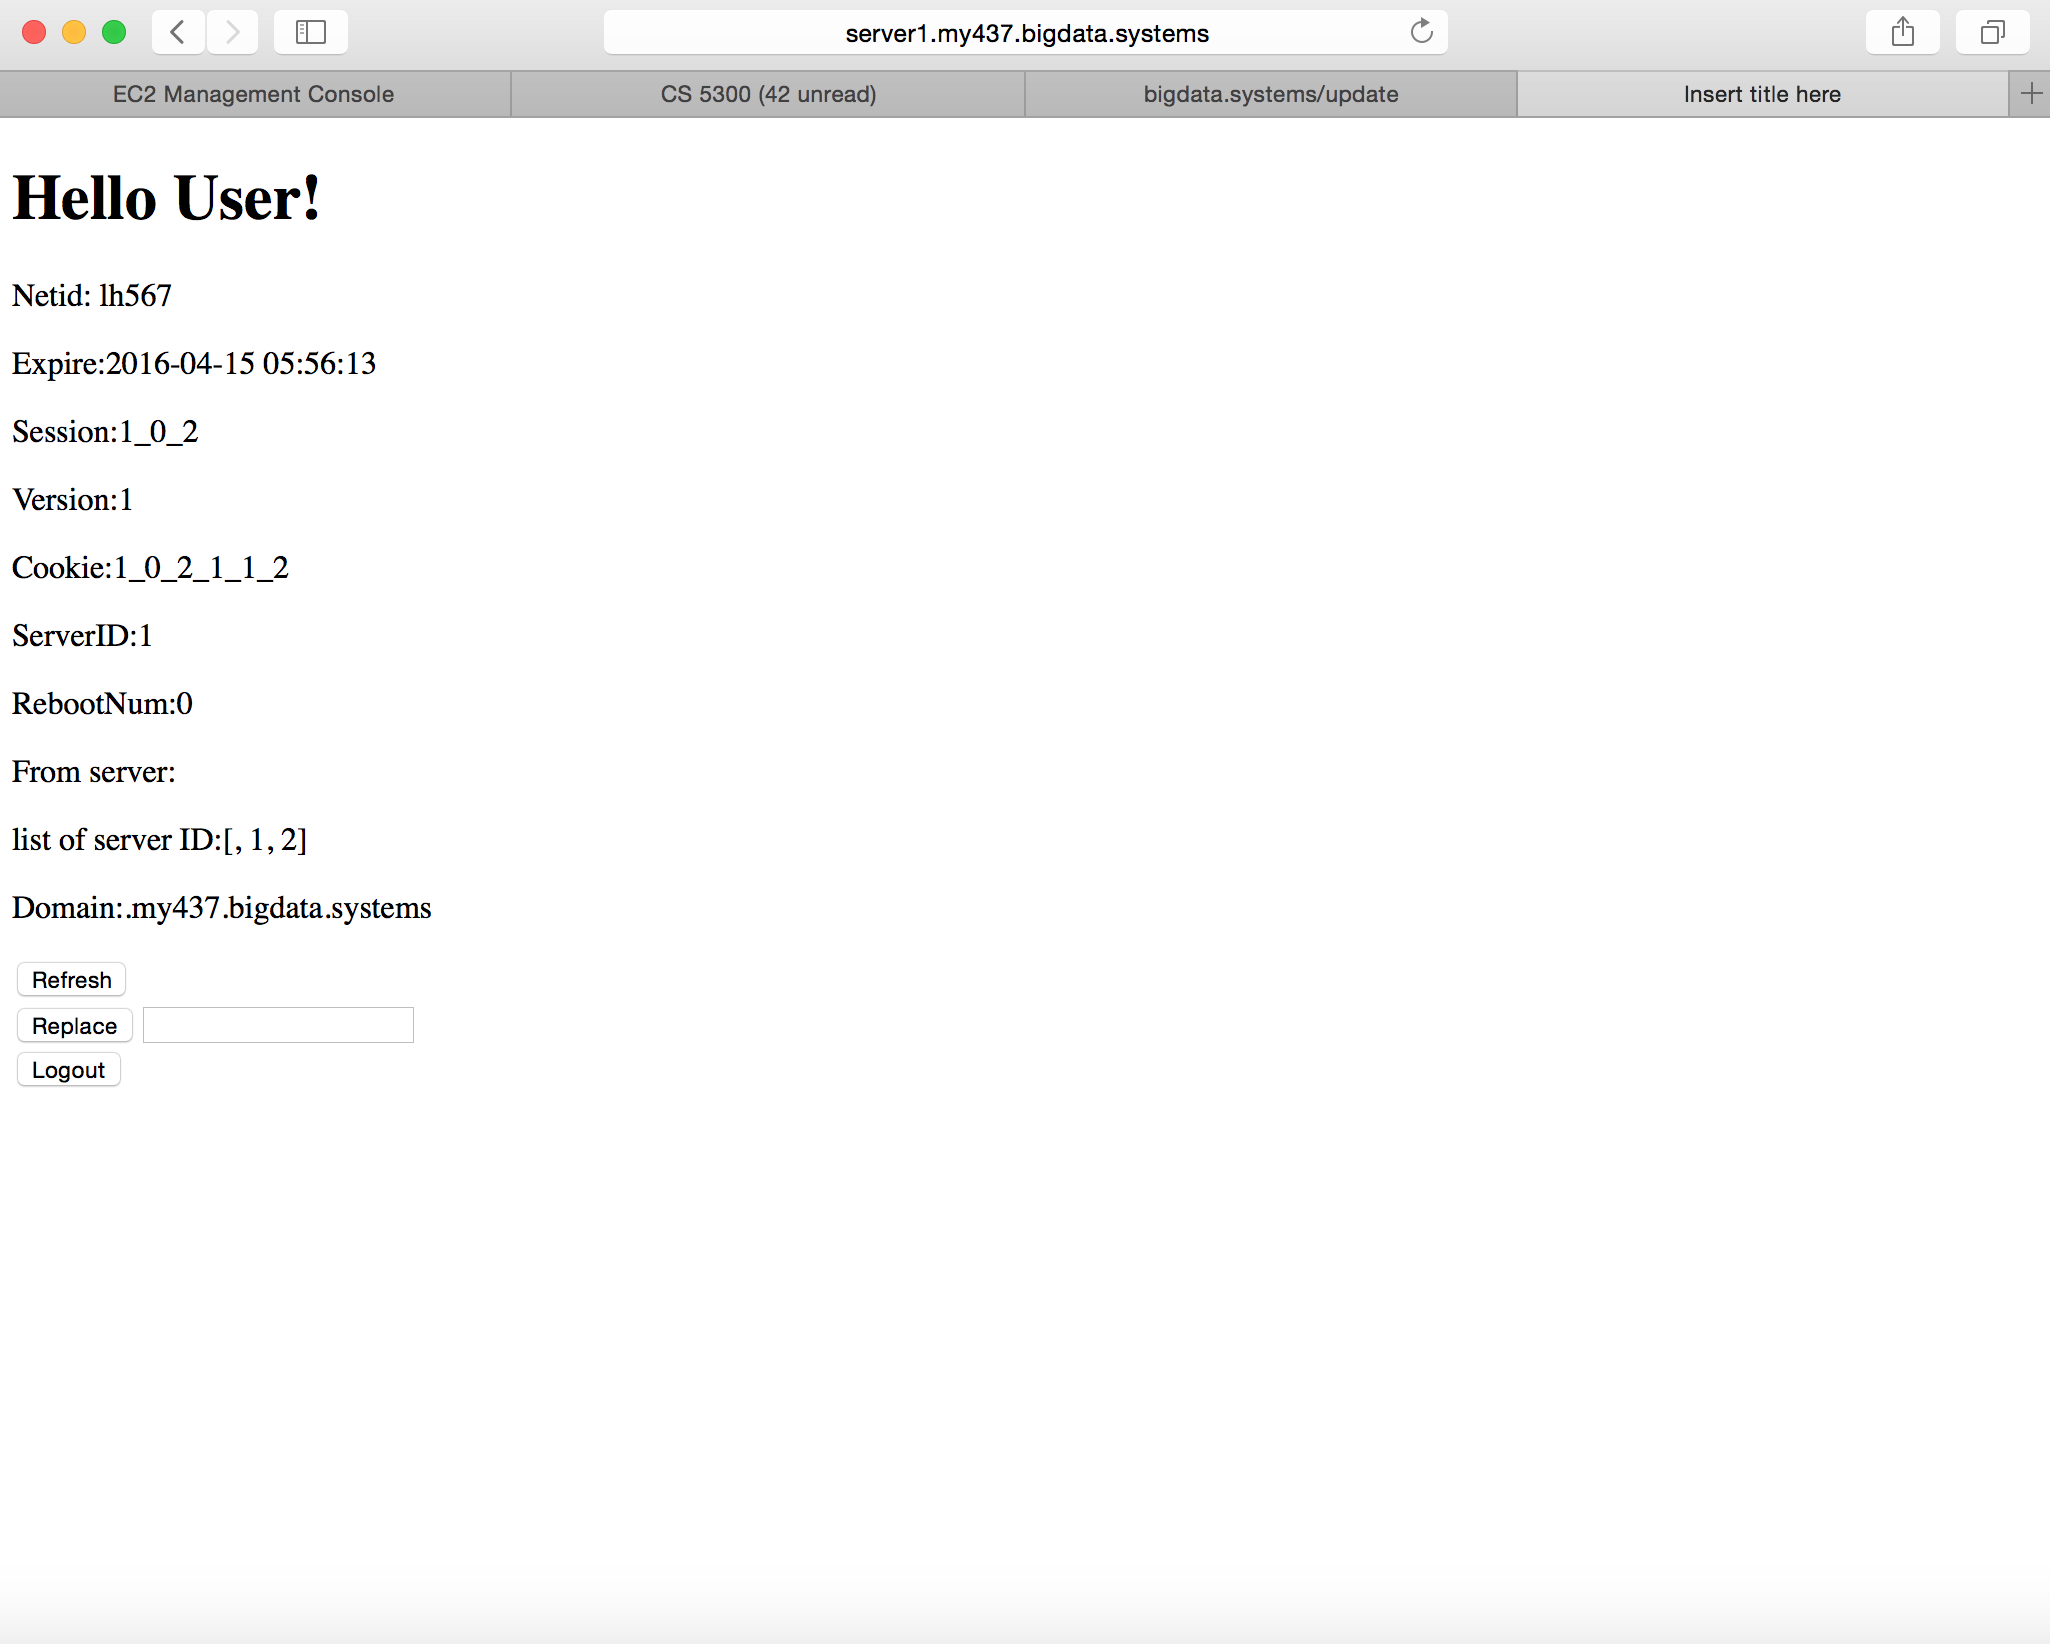 server1.my437.bigdata.systems
EC2 Management Console
CS 5300 (42 unread)
bigdata.systems/update
Insert title here
Hello User!
Netid: lh567
Expire:2016-04-15 05:56:13
Session:1_0_2
Version:1
Cookie:1_0_2_1_1_2
ServerID:1
RebootNum:0
From server:
list of server ID:[, 1, 2]
Domain:.my437.bigdata.systems
Refresh
Replace
Logout